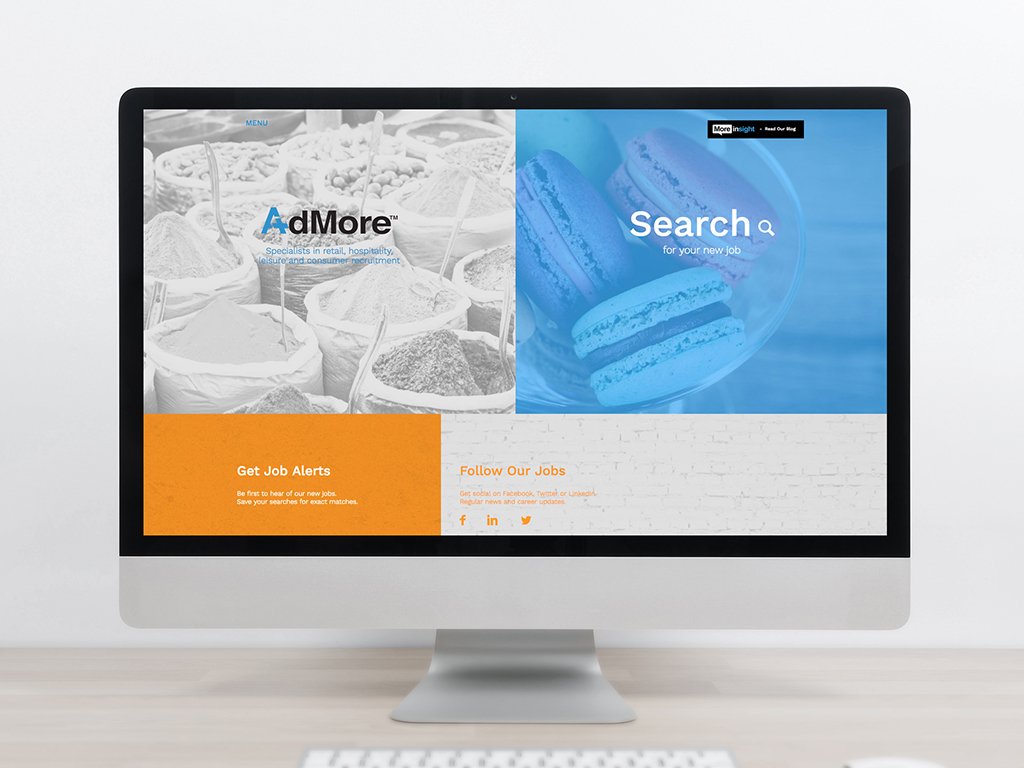 MENU
More insight • Read Our Blog
AdMore™
Specialists in retail, hospitality,
leisure and consumer recruitment
Search
for your new job
Get Job Alerts
Be first to hear of our new jobs.
Save your searches for exact matches.
Follow Our Jobs
Get social on Facebook, Twitter or LinkedIn.
Regular news and career updates.
f
in